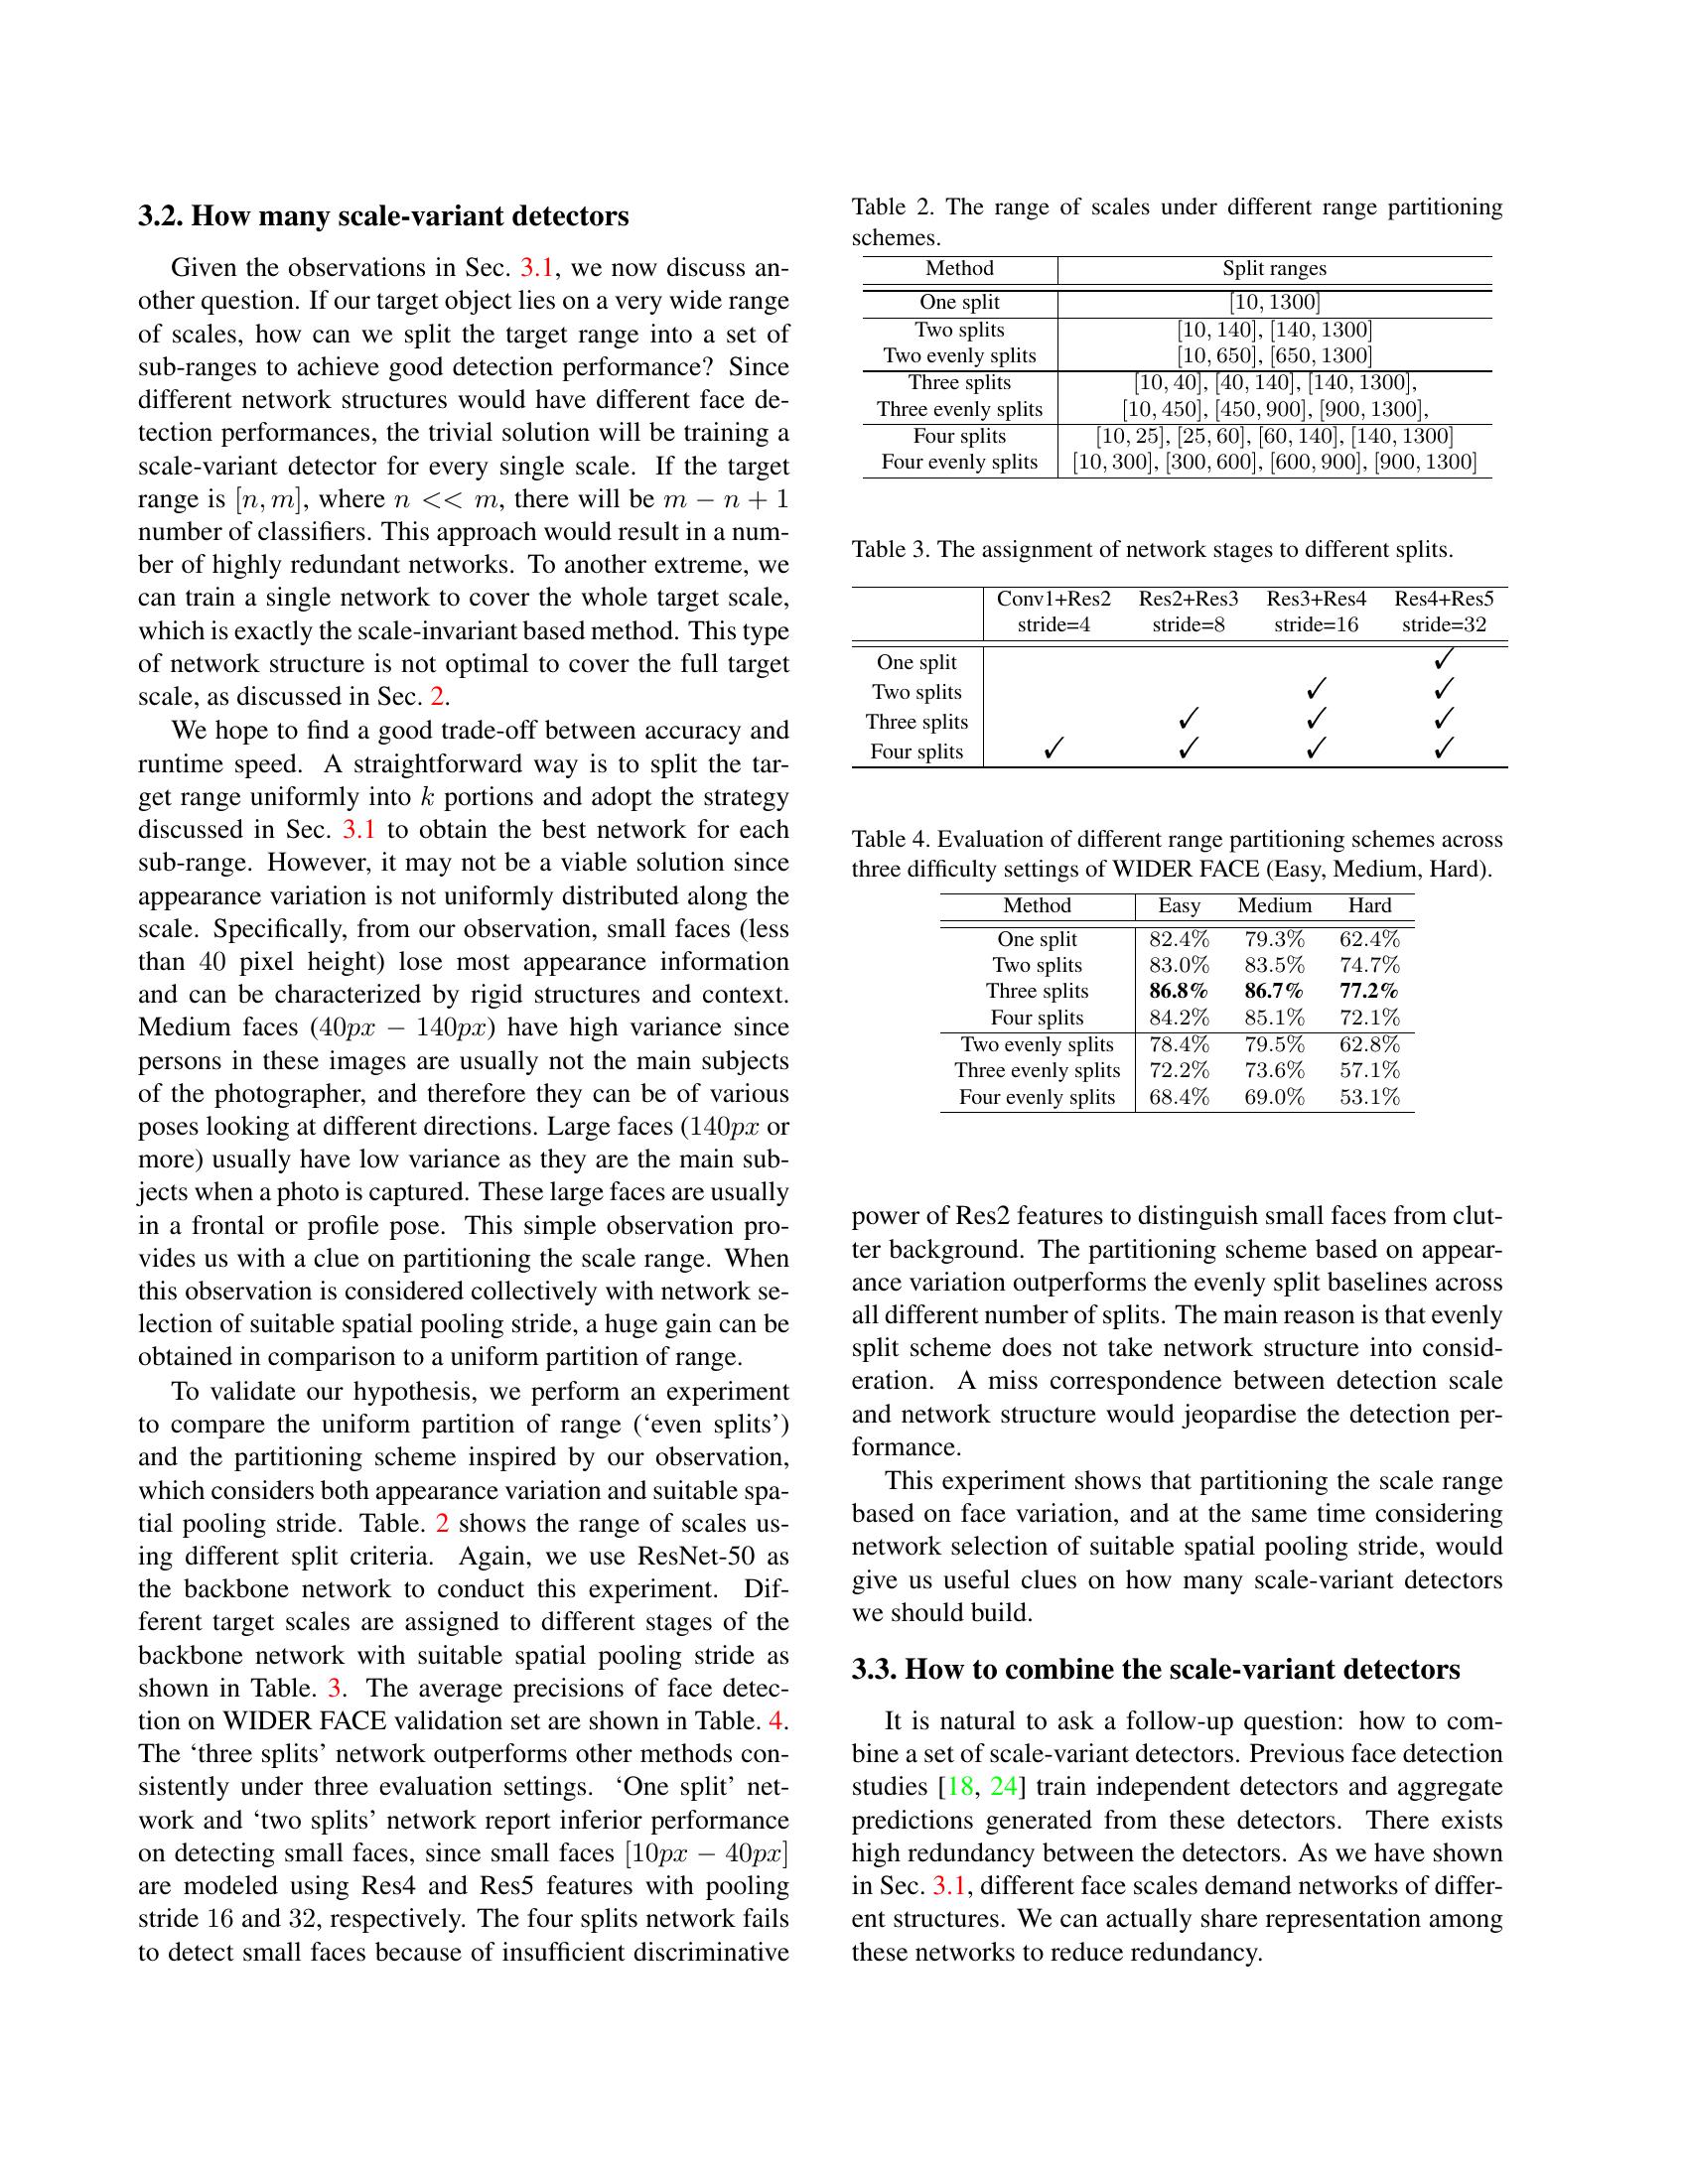 3.2. How many scale-variant detectors
Given the observations in Sec. 3.1, we now discuss an-
other question. If our target object lies on a very wide range
of scales, how can we split the target range into a set of
sub-ranges to achieve good detection performance? Since
different network structures would have different face de-
tection performances, the trivial solution will be training a
scale-variant detector for every single scale. If the target
range is [n, m], where n << m, there will be m − n + 1
number of classifiers. This approach would result in a num-
ber of highly redundant networks. To another extreme, we
can train a single network to cover the whole target scale,
which is exactly the scale-invariant based method. This type
of network structure is not optimal to cover the full target
scale, as discussed in Sec. 2.
We hope to find a good trade-off between accuracy and
runtime speed. A straightforward way is to split the tar-
get range uniformly into k portions and adopt the strategy
discussed in Sec. 3.1 to obtain the best network for each
sub-range. However, it may not be a viable solution since
appearance variation is not uniformly distributed along the
scale. Specifically, from our observation, small faces (less
than 40 pixel height) lose most appearance information
and can be characterized by rigid structures and context.
Medium faces (40px − 140px) have high variance since
persons in these images are usually not the main subjects
of the photographer, and therefore they can be of various
poses looking at different directions. Large faces (140px or
more) usually have low variance as they are the main sub-
jects when a photo is captured. These large faces are usually
in a frontal or profile pose. This simple observation pro-
vides us with a clue on partitioning the scale range. When
this observation is considered collectively with network se-
lection of suitable spatial pooling stride, a huge gain can be
obtained in comparison to a uniform partition of range.
To validate our hypothesis, we perform an experiment
to compare the uniform partition of range (‘even splits’)
and the partitioning scheme inspired by our observation,
which considers both appearance variation and suitable spa-
tial pooling stride. Table. 2 shows the range of scales us-
ing different split criteria. Again, we use ResNet-50 as
the backbone network to conduct this experiment. Dif-
ferent target scales are assigned to different stages of the
backbone network with suitable spatial pooling stride as
shown in Table. 3. The average precisions of face detec-
tion on WIDER FACE validation set are shown in Table. 4.
The ‘three splits’ network outperforms other methods con-
sistently under three evaluation settings. ‘One split’ net-
work and ‘two splits’ network report inferior performance
on detecting small faces, since small faces [10px − 40px]
are modeled using Res4 and Res5 features with pooling
stride 16 and 32, respectively. The four splits network fails
to detect small faces because of insufficient discriminative
Table 2. The range of scales under different range partitioning
schemes.
Method Split ranges
One split [10, 1300]
Two splits [10, 140], [140, 1300]
Two evenly splits [10, 650], [650, 1300]
Three splits [10, 40], [40, 140], [140, 1300],
Three evenly splits [10, 450], [450, 900], [900, 1300],
Four splits [10, 25], [25, 60], [60, 140], [140, 1300]
Four evenly splits [10, 300], [300, 600], [600, 900], [900, 1300]
Table 3. The assignment of network stages to different splits.
Conv1+Res2 Res2+Res3 Res3+Res4 Res4+Res5
stride=4 stride=8 stride=16 stride=32
One split ✓
Two splits ✓ ✓
Three splits ✓ ✓ ✓
Four splits ✓ ✓ ✓ ✓
Table 4. Evaluation of different range partitioning schemes across
three difficulty settings of WIDER FACE (Easy, Medium, Hard).
Method Easy Medium Hard
One split 82.4% 79.3% 62.4%
Two splits 83.0% 83.5% 74.7%
Three splits 86.8% 86.7% 77.2%
Four splits 84.2% 85.1% 72.1%
Two evenly splits 78.4% 79.5% 62.8%
Three evenly splits 72.2% 73.6% 57.1%
Four evenly splits 68.4% 69.0% 53.1%
power of Res2 features to distinguish small faces from clut-
ter background. The partitioning scheme based on appear-
ance variation outperforms the evenly split baselines across
all different number of splits. The main reason is that evenly
split scheme does not take network structure into consid-
eration. A miss correspondence between detection scale
and network structure would jeopardise the detection per-
formance.
This experiment shows that partitioning the scale range
based on face variation, and at the same time considering
network selection of suitable spatial pooling stride, would
give us useful clues on how many scale-variant detectors
we should build.
3.3. How to combine the scale-variant detectors
It is natural to ask a follow-up question: how to com-
bine a set of scale-variant detectors. Previous face detection
studies [18, 24] train independent detectors and aggregate
predictions generated from these detectors. There exists
high redundancy between the detectors. As we have shown
in Sec. 3.1, different face scales demand networks of differ-
ent structures. We can actually share representation among
these networks to reduce redundancy.